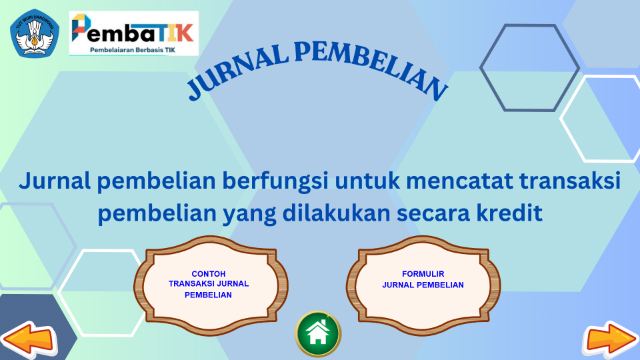 PembaTIK
Pembelajaran Berbasis TIK
JURNAL PEMBELIAN
Jurnal pembelian berfungsi untuk mencatat transaksi
pembelian yang dilakukan secara kredit
CONTOH
TRANSAKSI JURNAL
PEMBELIAN
FORMULIR
JURNAL PEMBELIAN